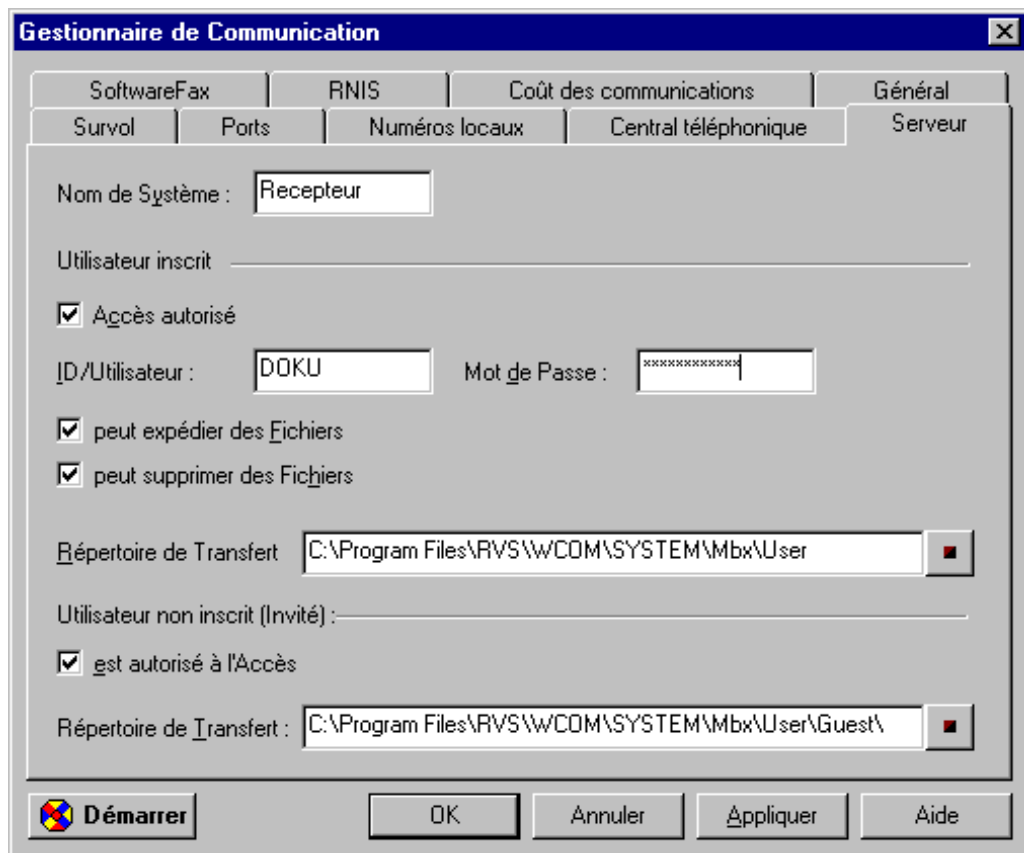 Gestionnaire de Communication
SoftwareFax RNIS Coût des communications Général
Survol Ports Numéros locaux Central téléphonique Serveur
Nom de Système : Recepteur
Utilisateur inscrit
Accès autorisé
ID/Utilisateur : DOKU Mot de Passe : ************
peut expédier des Fichiers
peut supprimer des Fichiers
Répertoire de Transfert C:\Program Files\RVS\WCOM\SYSTEM\Mbx\User
Utilisateur non inscrit (Invité) :
est autorisé à l'Accès
Répertoire de Transfert : C:\Program Files\RVS\WCOM\SYSTEM\Mbx\User\Guest\
Démarrer OK Annuler Appliquer Aide